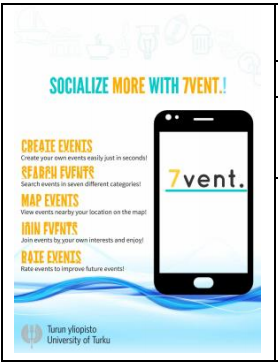 SOCIALIZE MORE WITH 7VENT.!
CREATE EVENTS
Create your own events easily just in seconds!
SEARCH EVENTS
Search events in seven different categories!
MAP EVENTS
View events nearby your location on the map!
JOIN EVENTS
Join events by your own interests and enjoy!
RATE EVENTS
Rate events to improve future events!
7vent.
Turun yliopisto
University of Turku